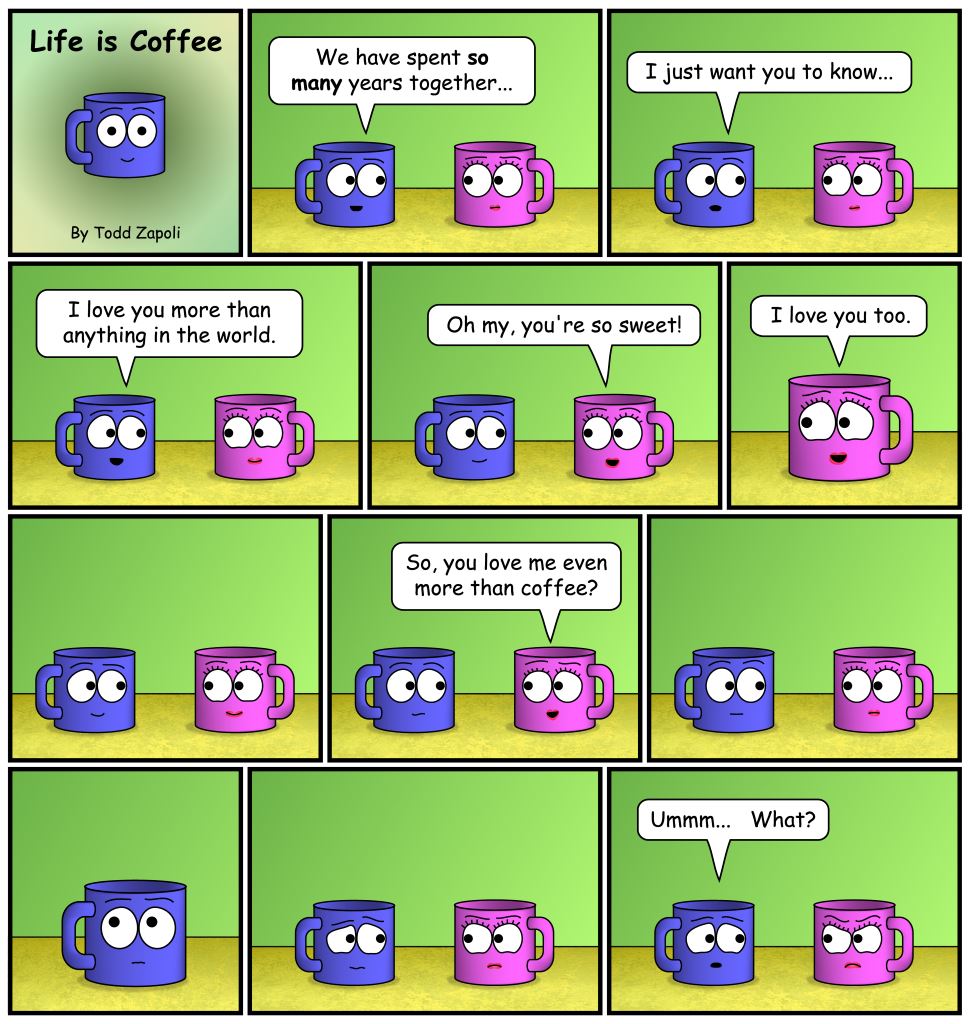 Life is Coffee
By Todd Zapoli
We have spent so
many years together...
I just want you to know...
I love you more than
anything in the world.
Oh my, you're so sweet!
I love you too.
So, you love me even
more than coffee?
Ummm... What?